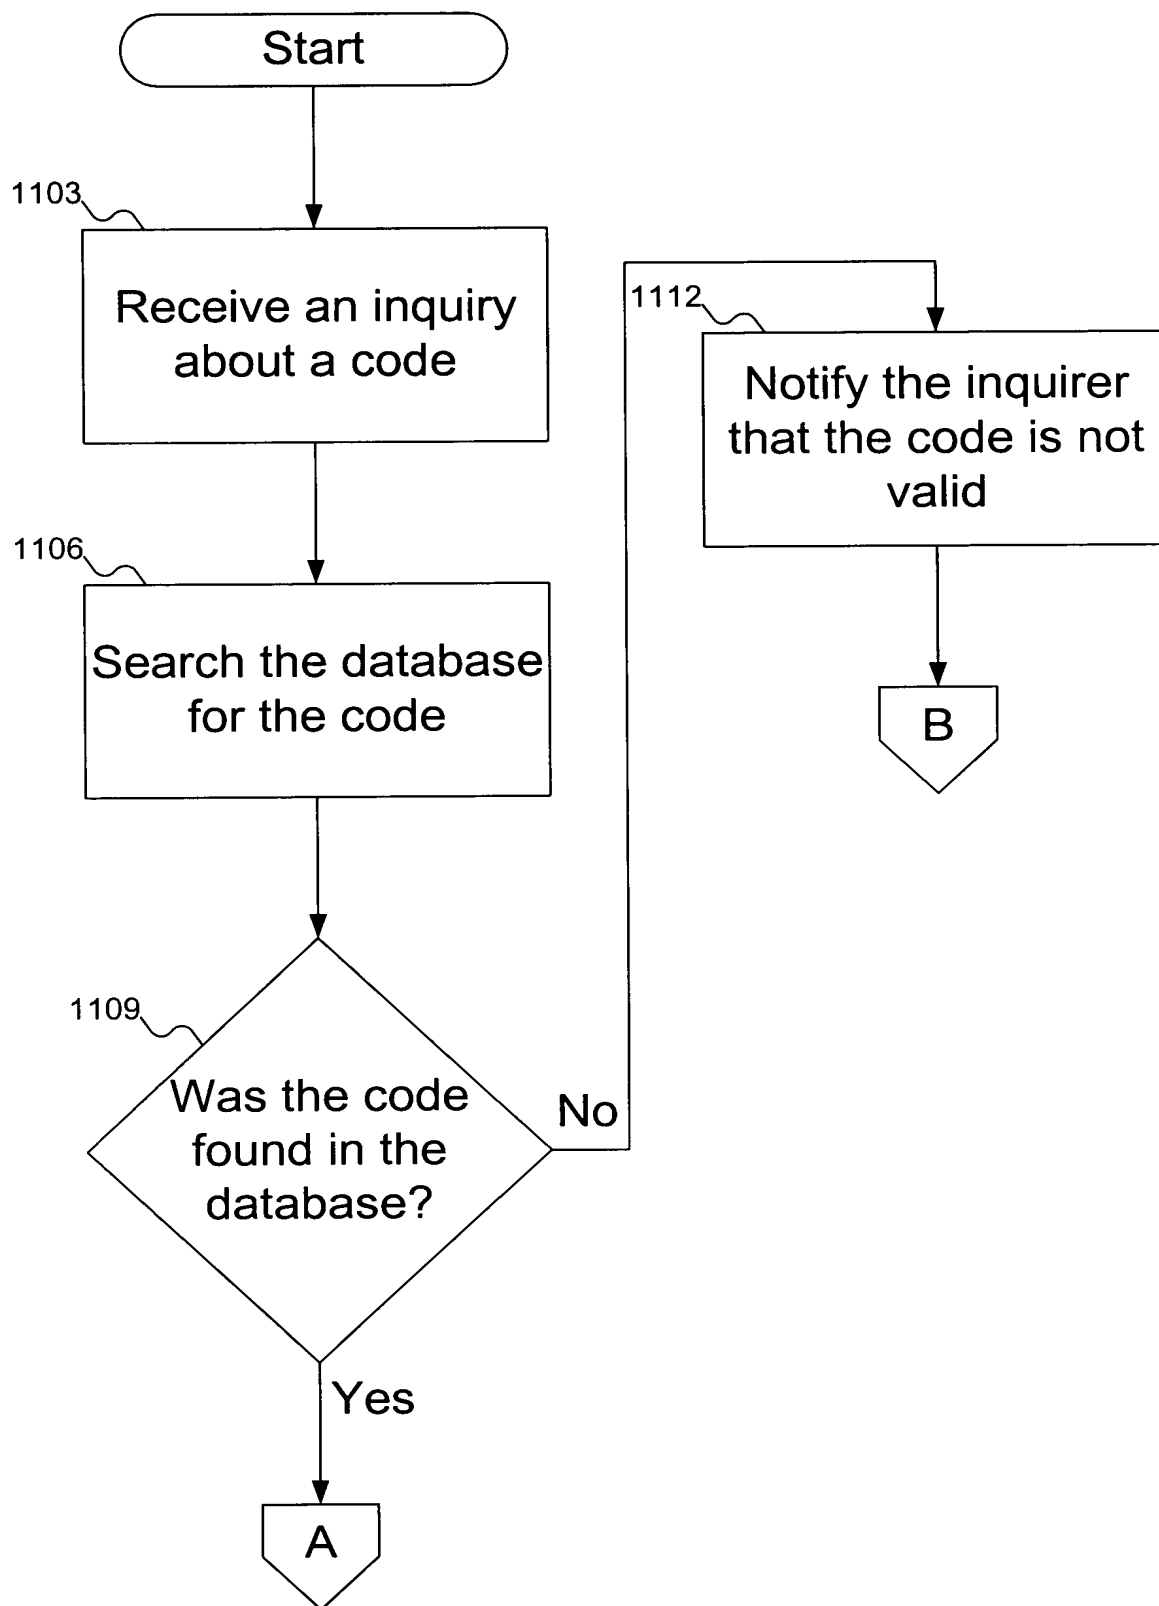 Start
1103
Receive an inquiry
about a code
1106
Search the database
for the code
1109
Was the code
found in the
database?
No
Yes
A
1112
Notify the inquirer
that the code is not
valid
B